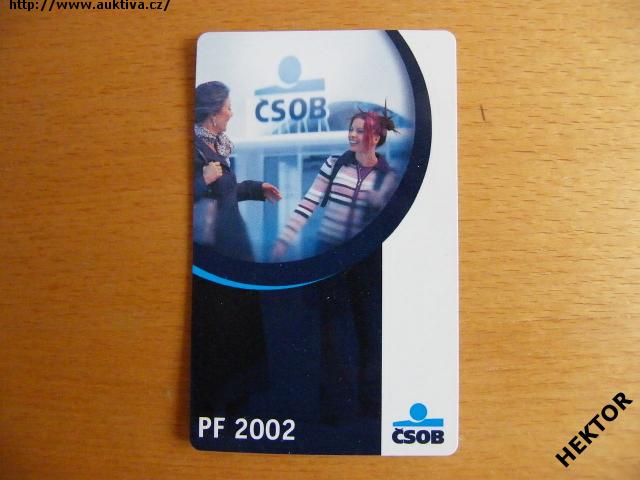 http://www.auktiva.cz/
ČSOB
PF 2002
ČSOB
HEKTOR